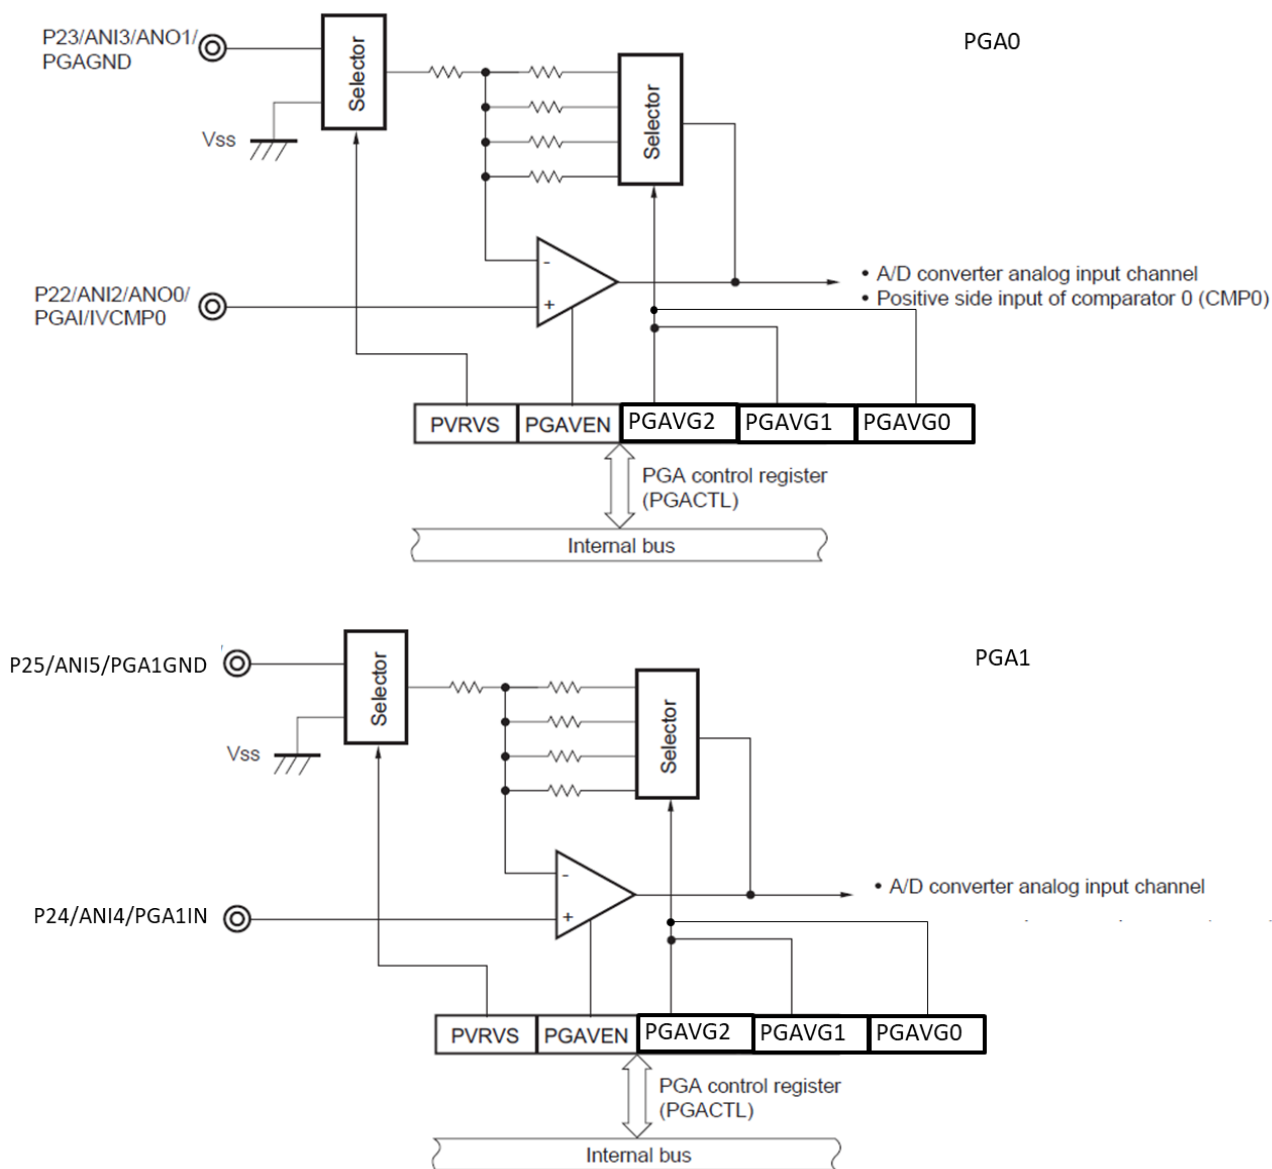 P23/ANI3/ANO1/
PGAGND
Selector
Vss
Selector
PGA0
P22/ANI2/ANO0/
PGAI/IVCMP0
-
+
• A/D converter analog input channel
• Positive side input of comparator 0 (CMP0)
PVRVS PGAVEN PGAVG2 PGAVG1 PGAVG0
PGA control register
(PGACTL)
Internal bus
P25/ANI5/PGA1GND
Selector
Vss
Selector
PGA1
P24/ANI4/PGA1IN
-
+
• A/D converter analog input channel
PVRVS PGAVEN PGAVG2 PGAVG1 PGAVG0
PGA control register
(PGACTL)
Internal bus